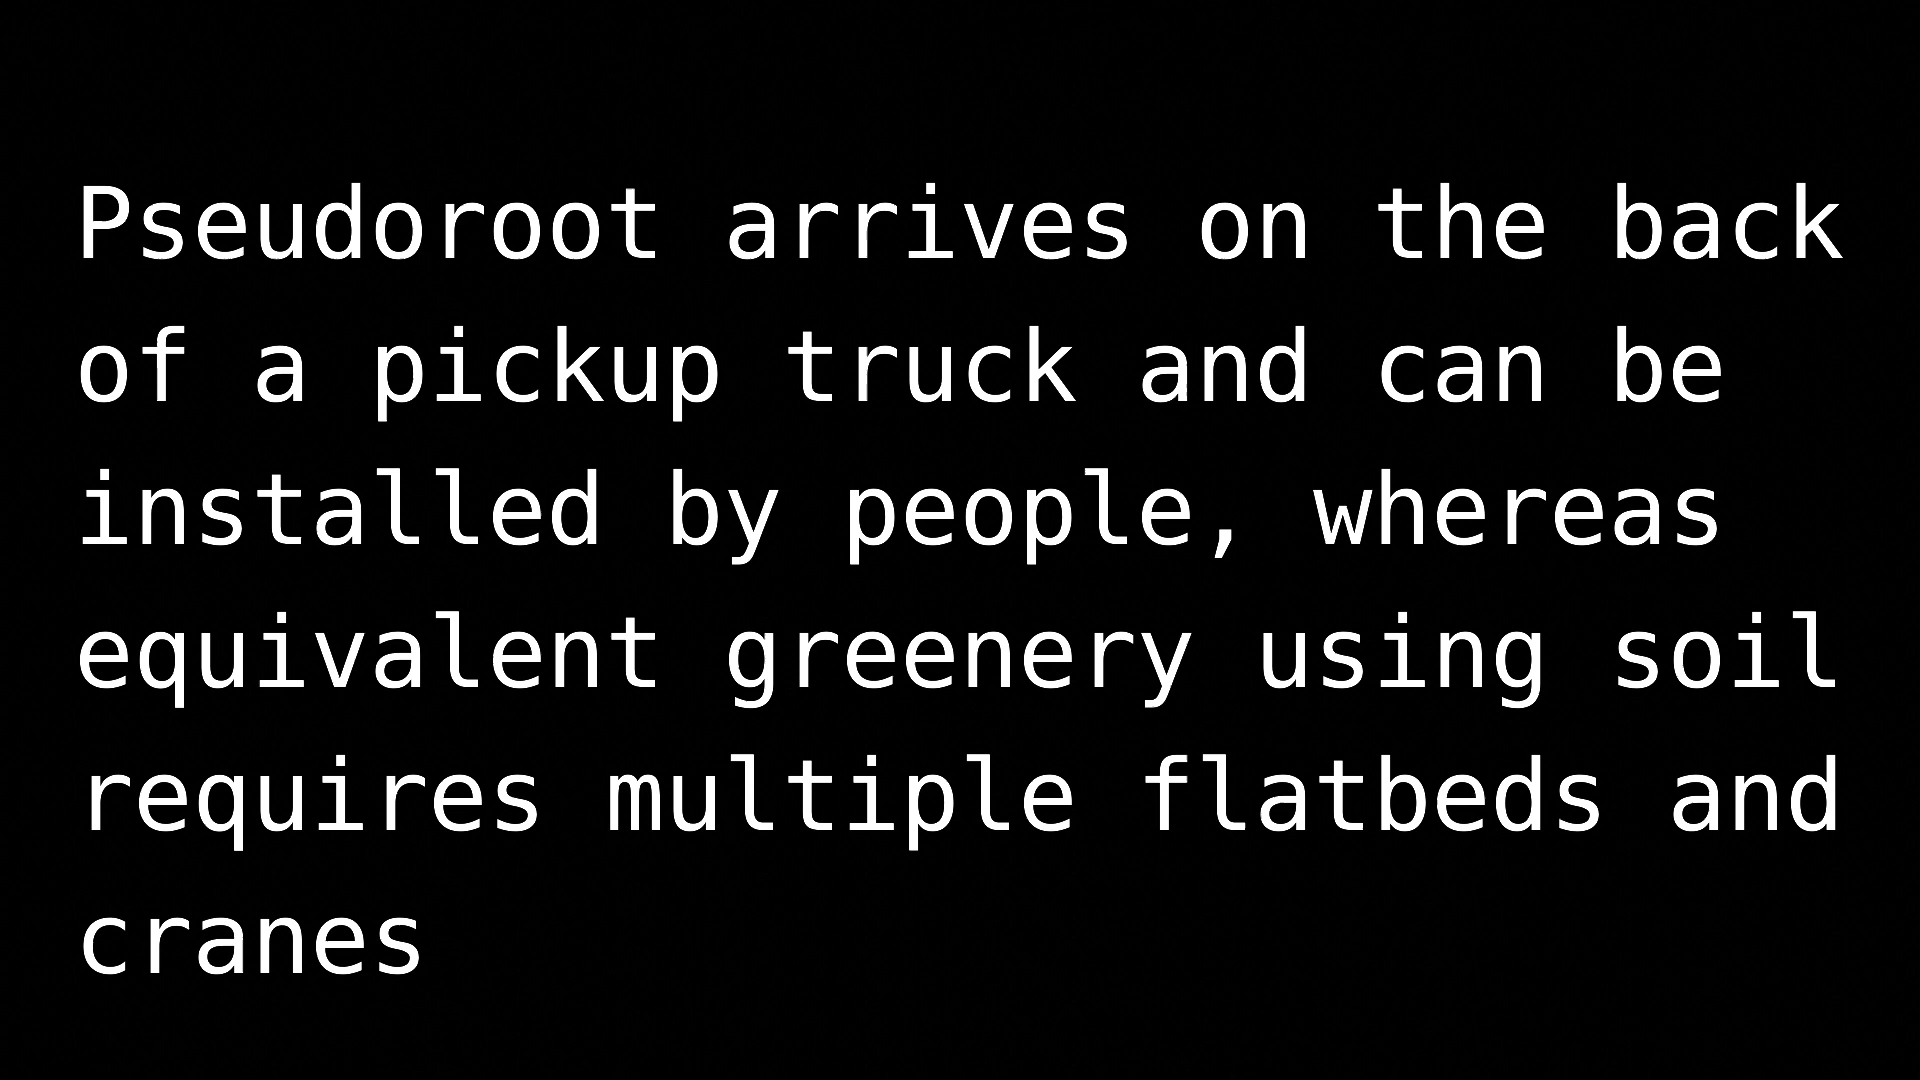 Pseudoroot arrives on the back
of a pickup truck and can be
installed by people, whereas
equivalent greenery using soil
requires multiple flatbeds and
cranes